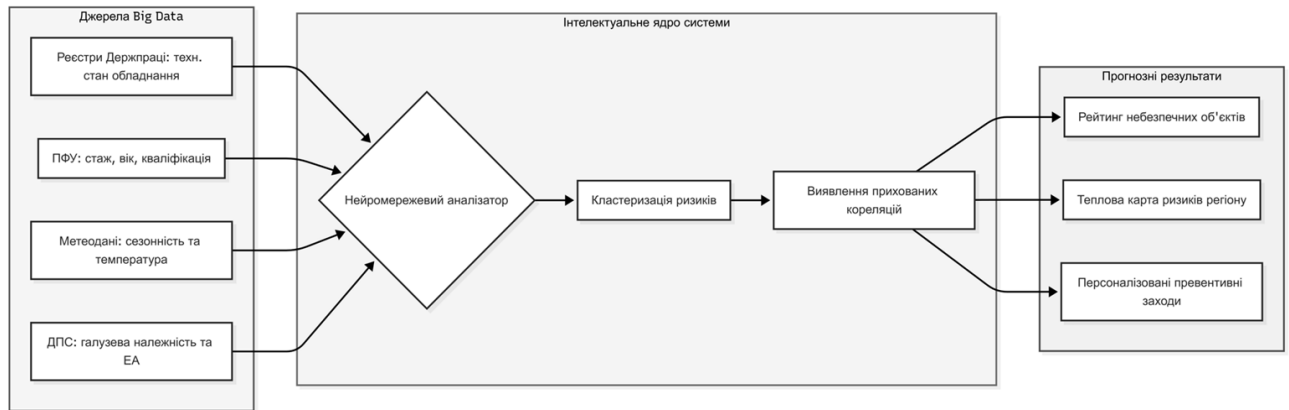 Джерела Big Data
Реєстри Держпраці: техн.
стан обладнання
ПФУ: стаж, вік, кваліфікація
Метеодані: сезонність та
температура
ДПС: галузева належність та
ЕА
Інтелектуальне ядро системи
Нейромережевий аналізатор
Кластеризація ризиків
Виявлення прихованих
кореляцій
Прогнозні результати
Рейтинг небезпечних об'єктів
Теплова карта ризиків регіону
Персоналізовані превентивні
заходи